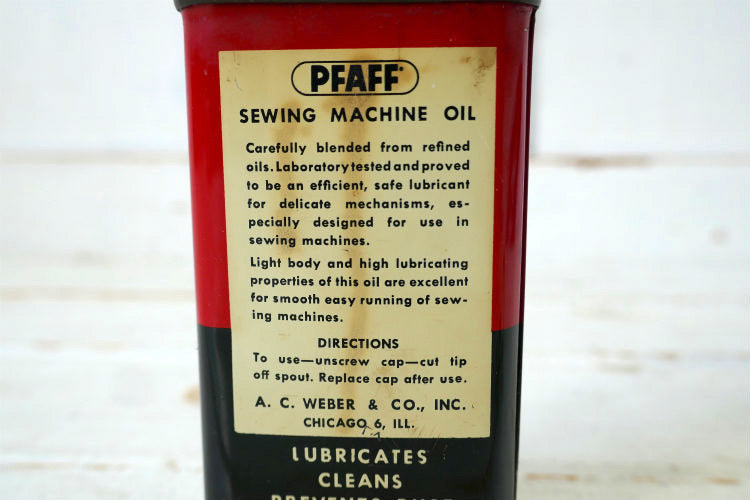 PFAFF
SEWING MACHINE OIL
Carefully blended from refined
oils. Laboratory tested and proved
to be an efficient, safe lubricant
for delicate mechanisms, es-
pecially designed for use in
sewing machines.
Light body and high lubricating
properties of this oil are excellent
for smooth easy running of sew-
ing machines.
DIRECTIONS
To use—unscrew cap—cut tip
off spout. Replace cap after use.
A. C. WEBER & CO., INC.
CHICAGO 6, ILL.
LUBRICATES
CLEANS
PREVENTS